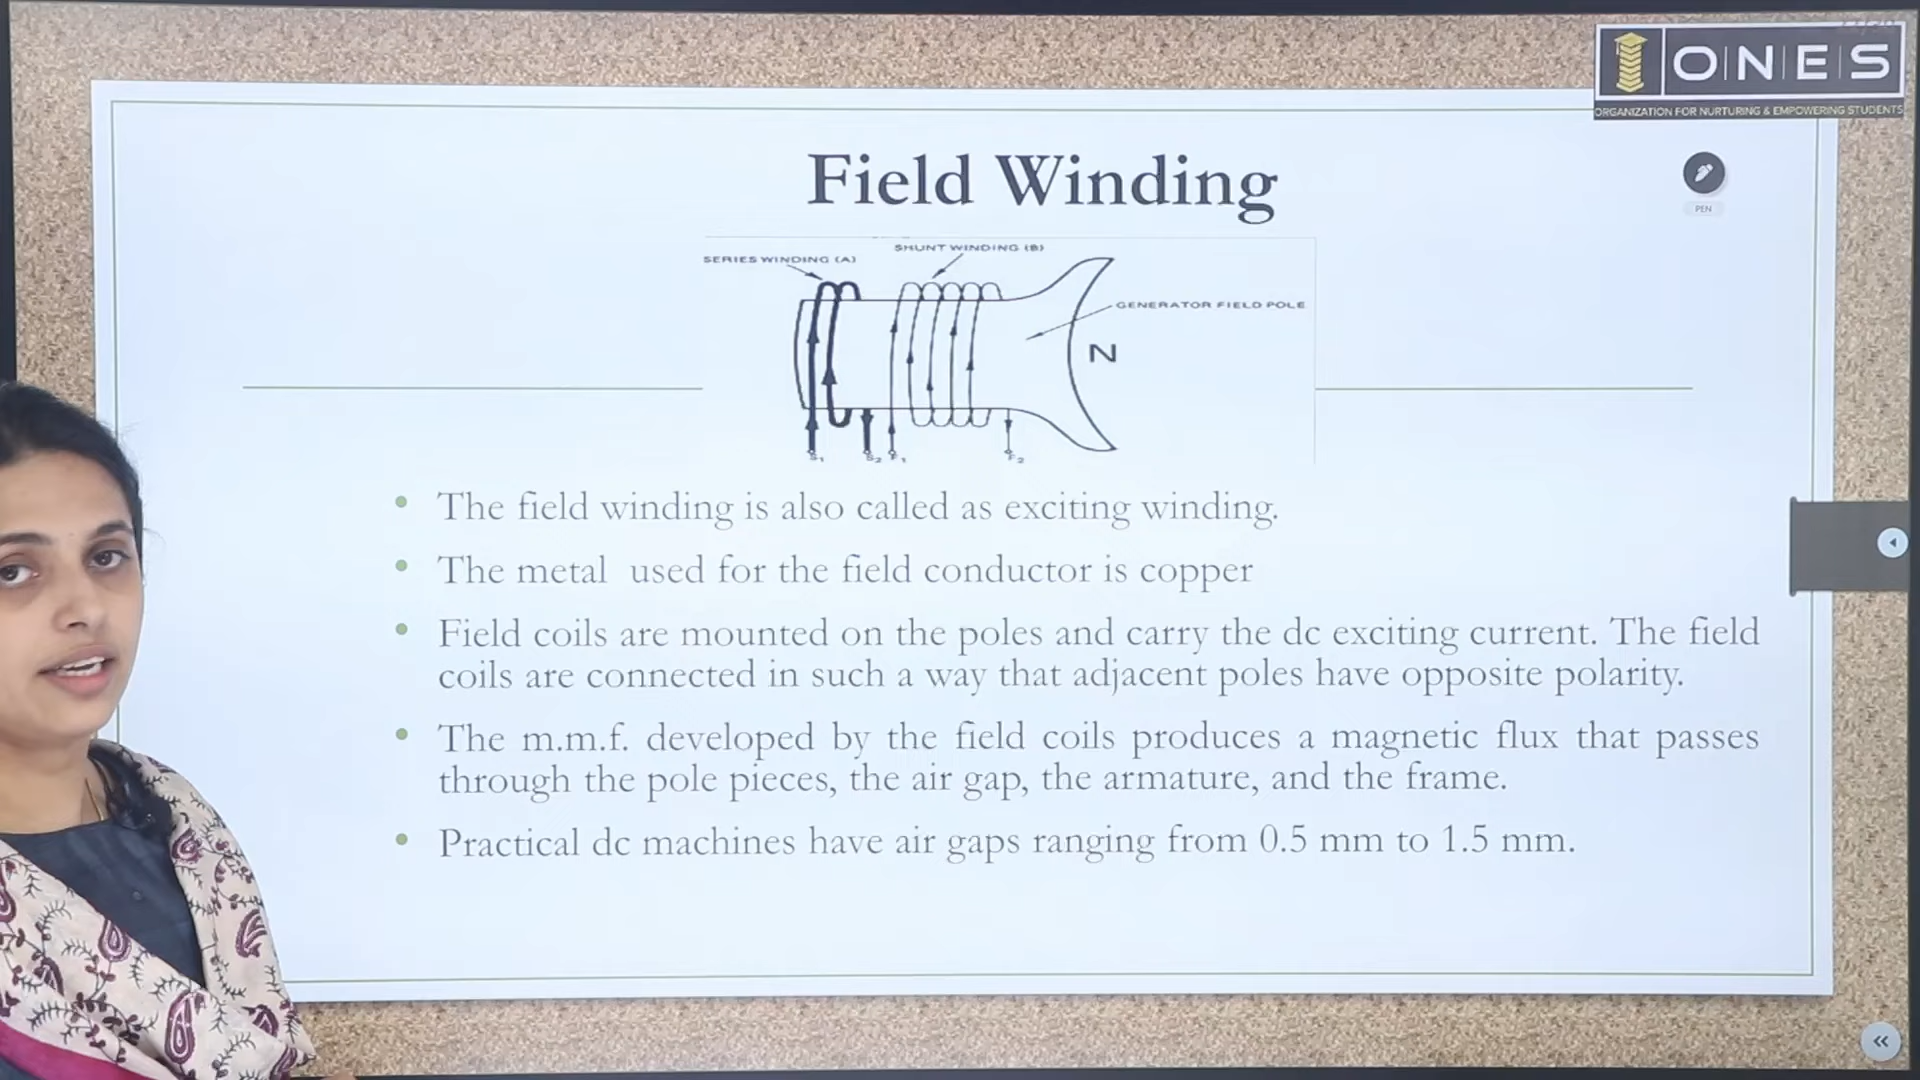 O|N|E|S
ORGANIZATION FOR NURTURING & EMPOWERING STUDENTS
Field Winding
PEN
SHUNT WINDING (B)
SERIES WINDING (A)
GENERATOR FIELD POLE
N
S1 S2 F1 F2
• The field winding is also called as exciting winding.
• The metal used for the field conductor is copper
• Field coils are mounted on the poles and carry the dc exciting current. The field
coils are connected in such a way that adjacent poles have opposite polarity.
• The m.m.f. developed by the field coils produces a magnetic flux that passes
through the pole pieces, the air gap, the armature, and the frame.
• Practical dc machines have air gaps ranging from 0.5 mm to 1.5 mm.